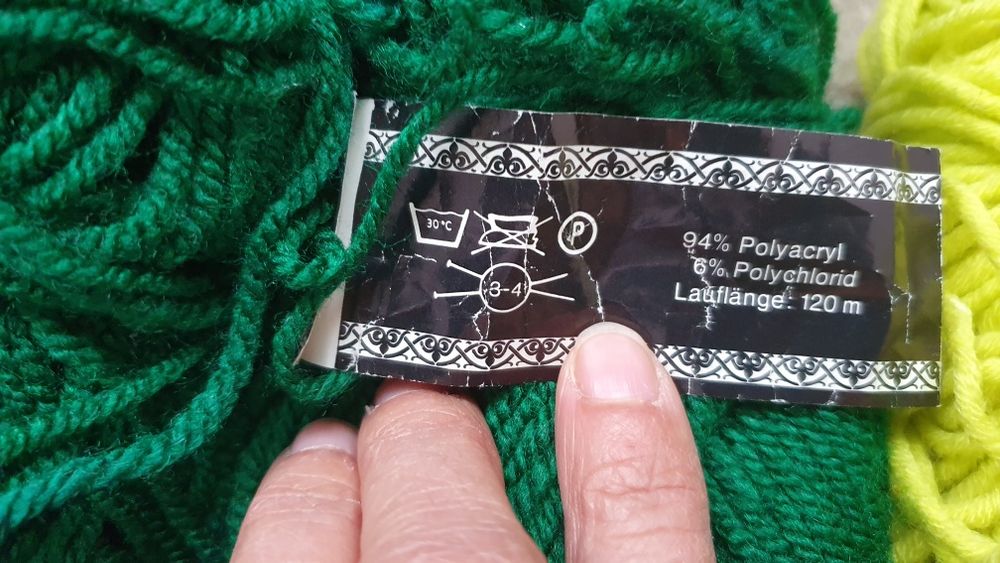 30°C
P
3-4
94% Polyacryl
6% Polychlorid
Lauflänge: 120 m